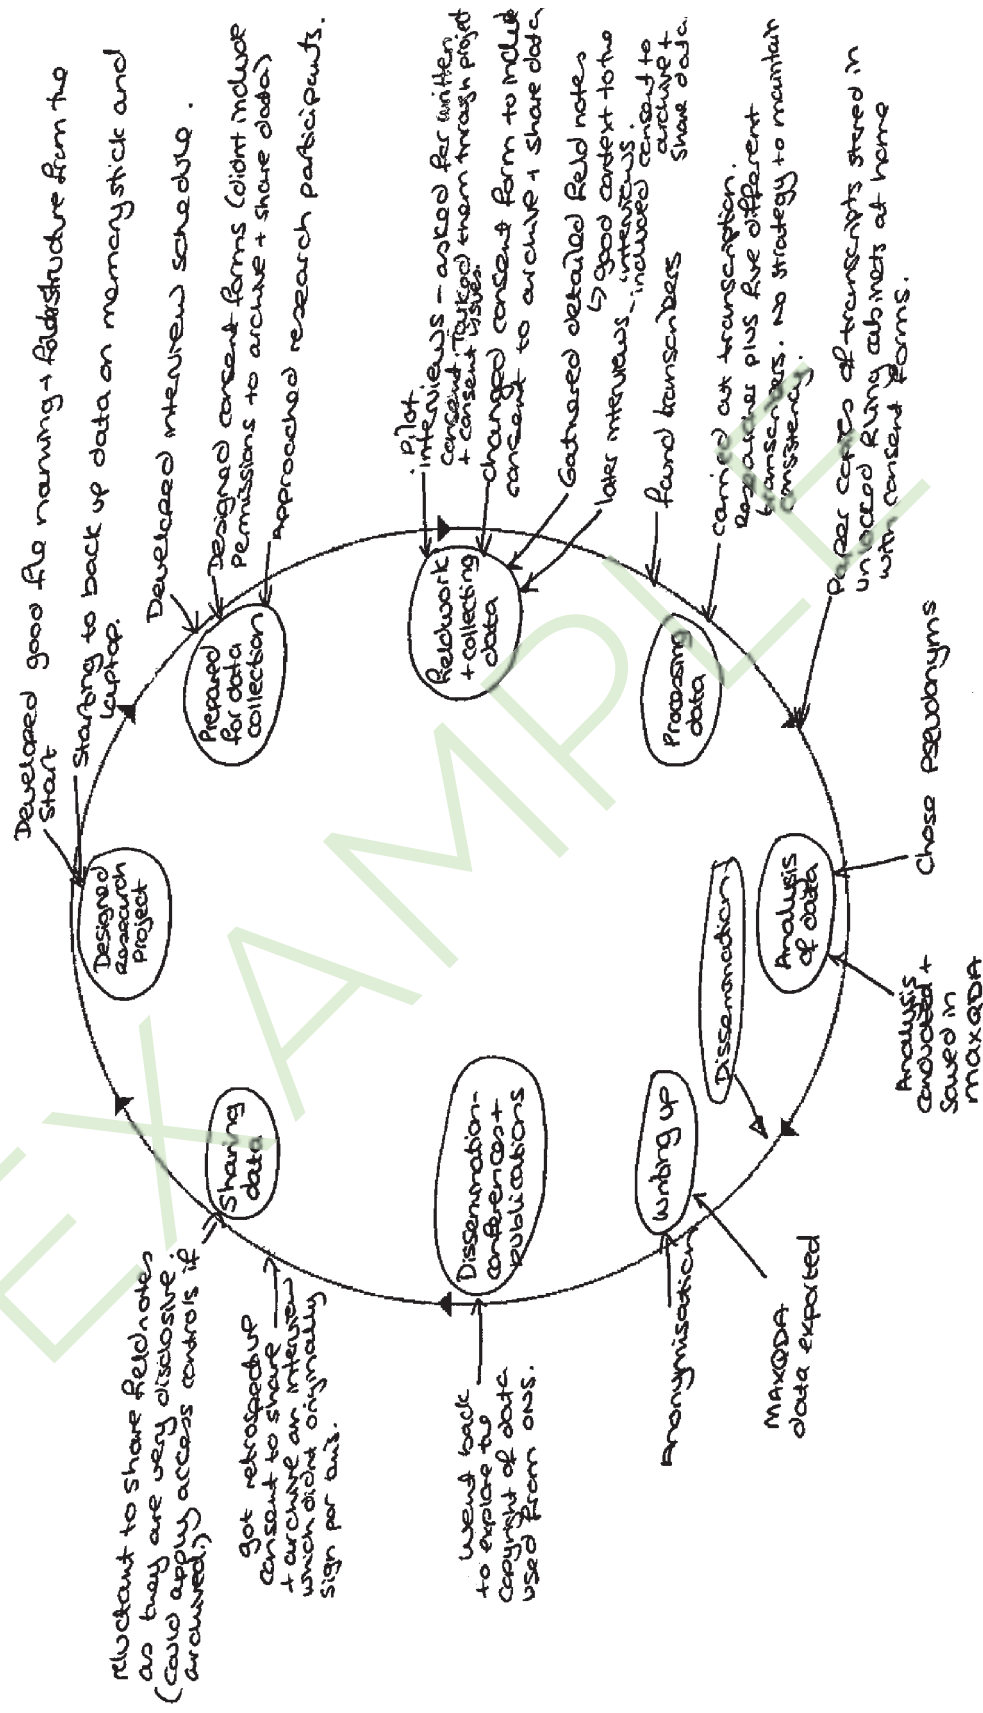 Developed good file naming + folderstructure from the
start
Starting to back up data on memory stick and
laptop.
Developed interview schedule.
Designed consent forms (didnt include
permissions to archive + share data)
Approached research participants.
Designed
research
project
Prepared
for data
collection
Pilot
interviews - asked for written
consent. Talked them through project
+ consent issues.
changed consent form to include
consent to archive + share data
Gathered detailed field notes
↳ good context to the
interviews.
later interviews - included consent to
archive +
share data
Fieldwork
+ collecting
data
found transcribers
carried out transcription.
Researcher plus five different
transcribers. No strategy to maintain
consistency.
Paper copies of transcripts stored in
unlocked filing cabinets at home
with consent forms.
Processing
data
Chose Pseudonyms
Analysis
of data
Analysis
conducted +
saved in
MAXQDA
Dissemination
Writing up
MAXQDA
data exported
Anonymisation
Dissemination-
conferences +
publications
went back
to explore the
copyright of data
used from ONS.
Sharing
data
got retrospective
consent to share
+ archive an interview
which didnt originally
sign for this.
reluctant to share fieldnotes
as they are very disclosive.
(could apply access controls if
archived.)
EXAMPLE